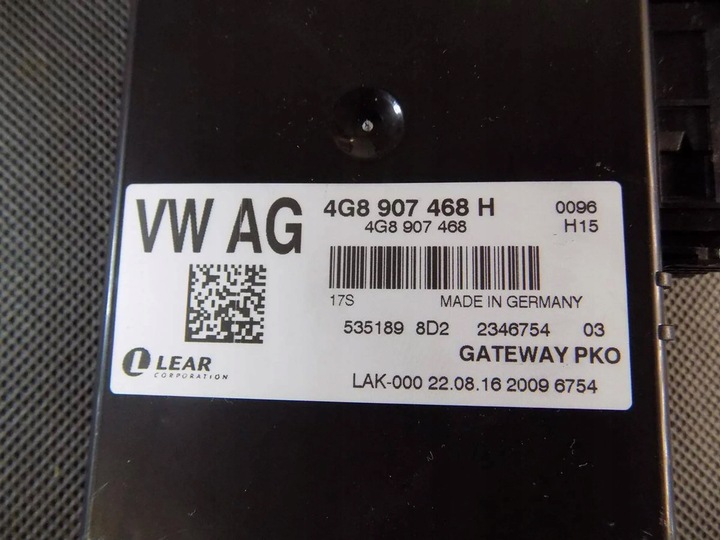 VW AG
4G8 907 468 H 0096
4G8 907 468 H15
17S MADE IN GERMANY
535189 8D2 2346754 03
GATEWAY PKO
LEAR
CORPORATION
LAK-000 22.08.16 2009 6754